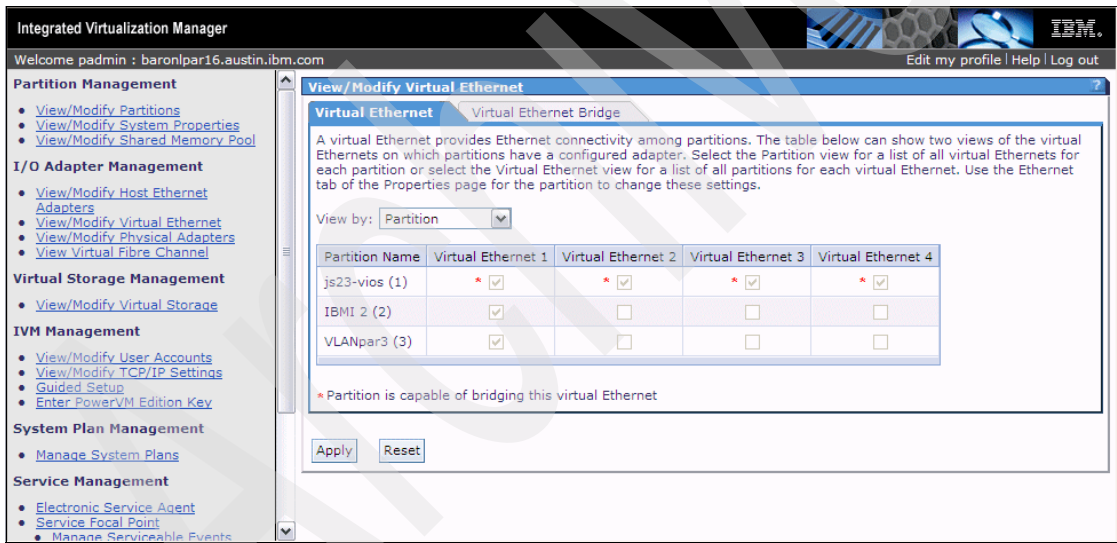 Integrated Virtualization Manager
IBM.
Welcome padmin : baronlpar16.austin.ibm.com
Edit my profile | Help | Log out
Partition Management
View/Modify Partitions
View/Modify System Properties
View/Modify Shared Memory Pool
I/O Adapter Management
View/Modify Host Ethernet
Adapters
View/Modify Virtual Ethernet
View/Modify Physical Adapters
View Virtual Fibre Channel
Virtual Storage Management
View/Modify Virtual Storage
IVM Management
View/Modify User Accounts
View/Modify TCP/IP Settings
Guided Setup
Enter PowerVM Edition Key
System Plan Management
Manage System Plans
Service Management
Electronic Service Agent
Service Focal Point
Manage Serviceable Events
View/Modify Virtual Ethernet ?
Virtual Ethernet Virtual Ethernet Bridge
A virtual Ethernet provides Ethernet connectivity among partitions. The table below can show two views of the virtual
Ethernets on which partitions have a configured adapter. Select the Partition view for a list of all virtual Ethernets for
each partition or select the Virtual Ethernet view for a list of all partitions for each virtual Ethernet. Use the Ethernet
tab of the Properties page for the partition to change these settings.
View by: Partition
Partition Name Virtual Ethernet 1 Virtual Ethernet 2 Virtual Ethernet 3 Virtual Ethernet 4
js23-vios (1) * * * *
IBMI 2 (2)
VLANpar3 (3)
* Partition is capable of bridging this virtual Ethernet
Apply Reset